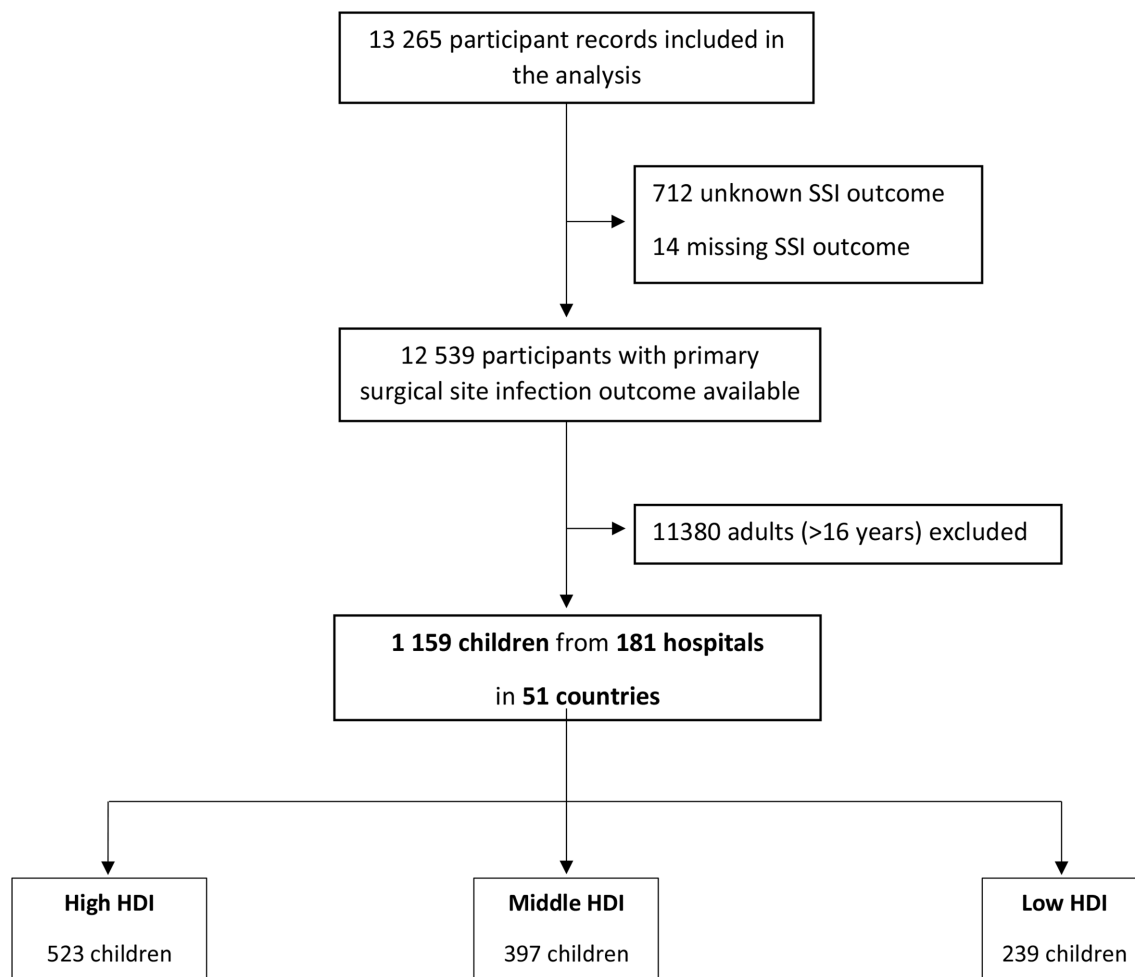 13 265 participant records included in
the analysis
712 unknown SSI outcome
14 missing SSI outcome
12 539 participants with primary
surgical site infection outcome available
11380 adults (>16 years) excluded
1 159 children from 181 hospitals
in 51 countries
High HDI
523 children
Middle HDI
397 children
Low HDI
239 children